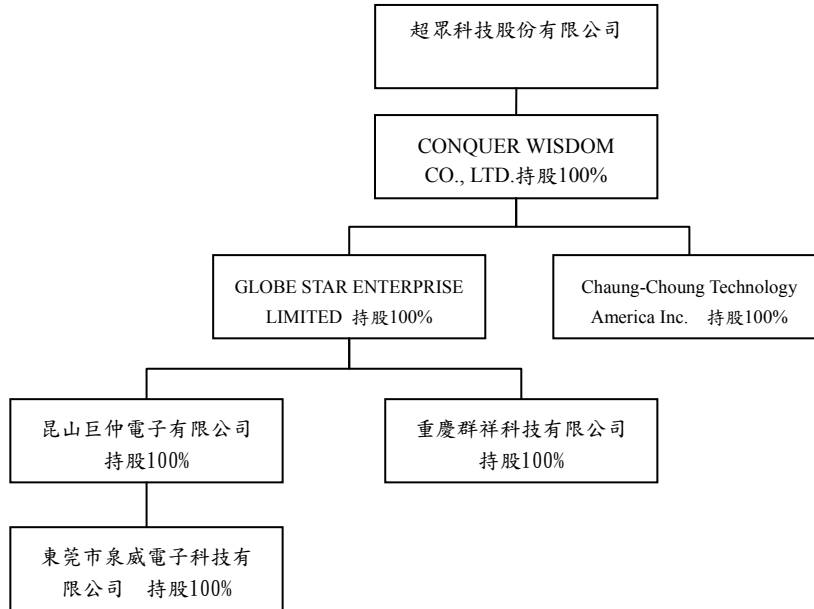 超眾科技股份有限公司
CONQUER WISDOM
CO., LTD.持股100%
GLOBE STAR ENTERPRISE
LIMITED 持股100%
Chaung-Choung Technology
America Inc. 持股100%
昆山巨仲電子有限公司
持股100%
重慶群祥科技有限公司
持股100%
東莞市泉威電子科技有
限公司 持股100%